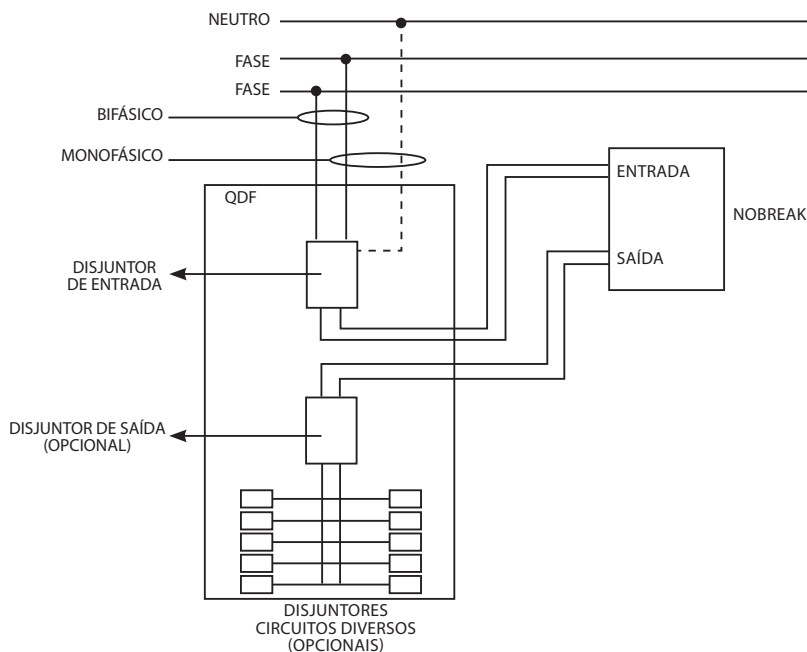 NEUTRO
FASE
FASE
BIFÁSICO
MONOFÁSICO
QDF
ENTRADA
NOBREAK
SAÍDA
DISJUNTOR
DE ENTRADA
DISJUNTOR DE SAÍDA
(OPCIONAL)
DISJUNTORES
CIRCUITOS DIVERSOS
(OPCIONAIS)